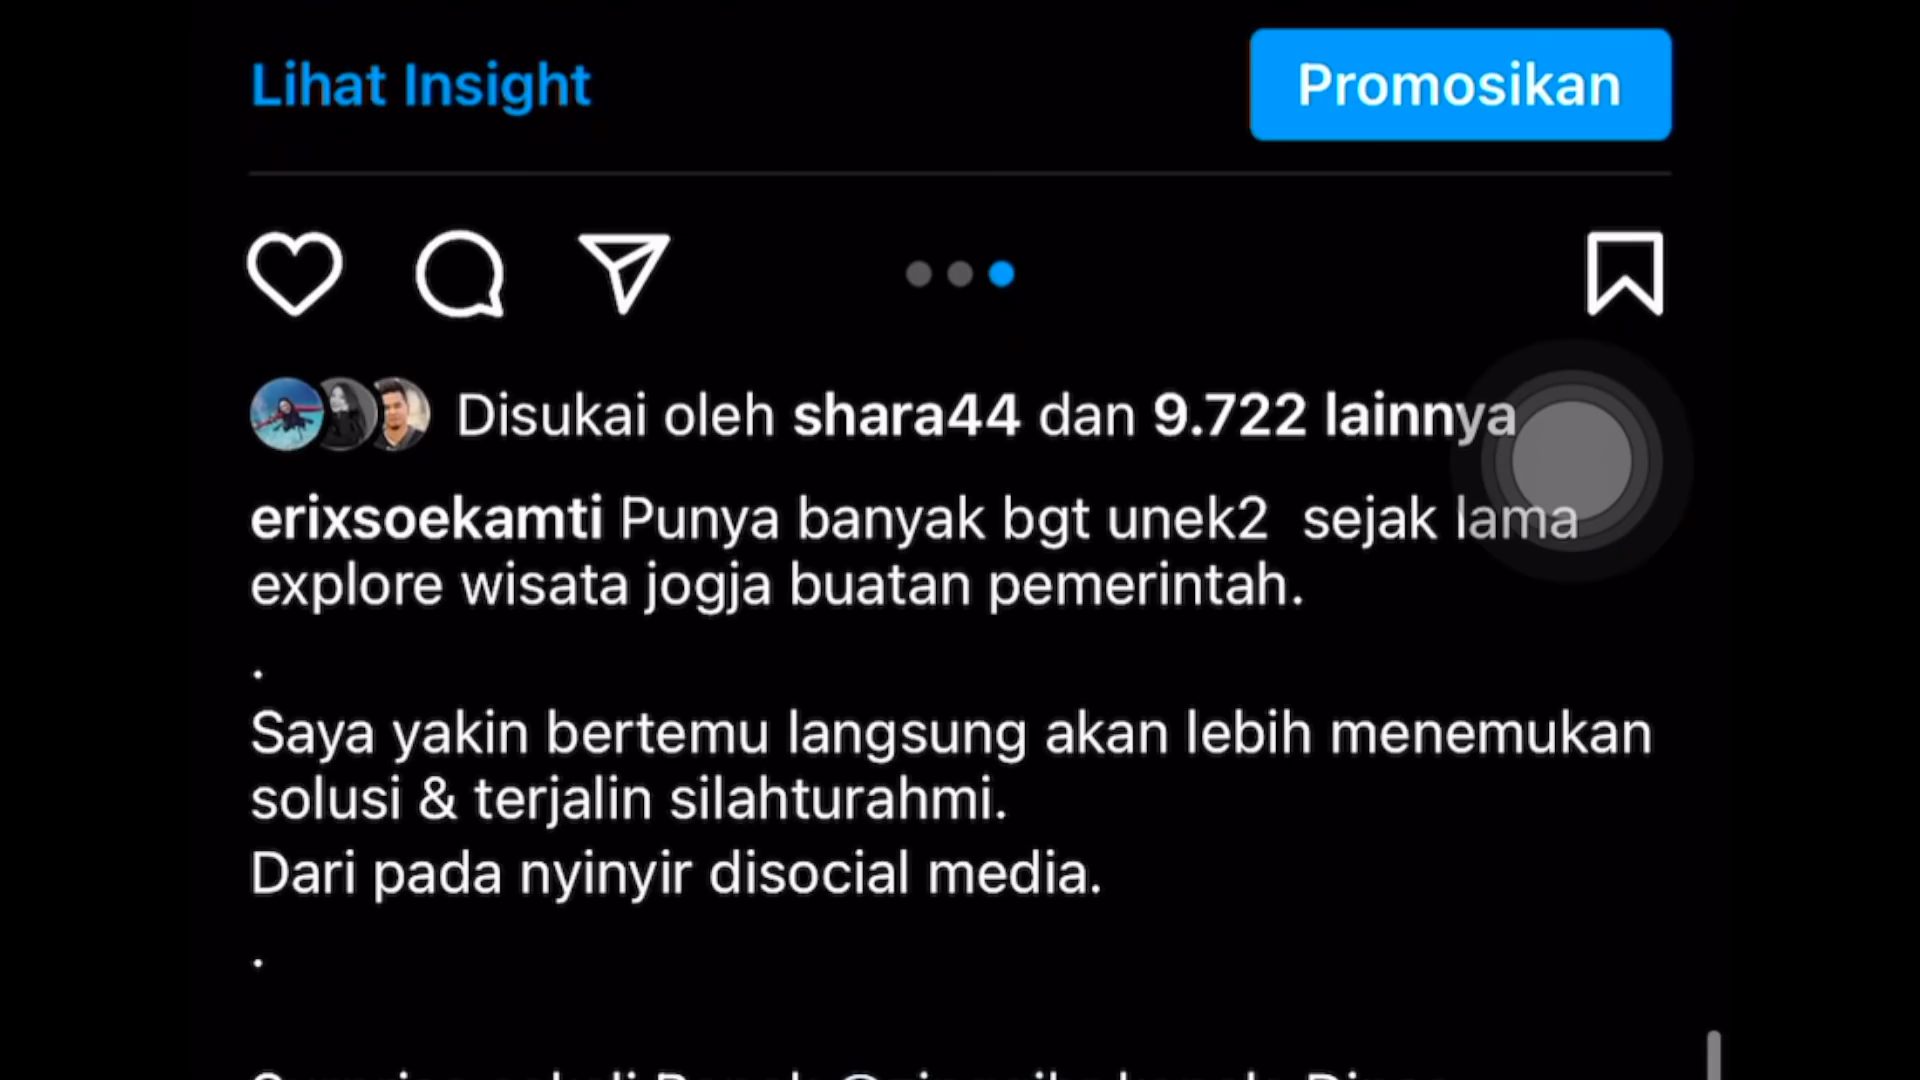 Lihat Insight
Promosikan
Disukai oleh shara44 dan 9.722 lainnya
erixsoekamti Punya banyak bgt unek2  sejak lama
explore wisata jogja buatan pemerintah.
.
Saya yakin bertemu langsung akan lebih menemukan
solusi & terjalin silahturahmi.
Dari pada nyinyir disocial media.
.